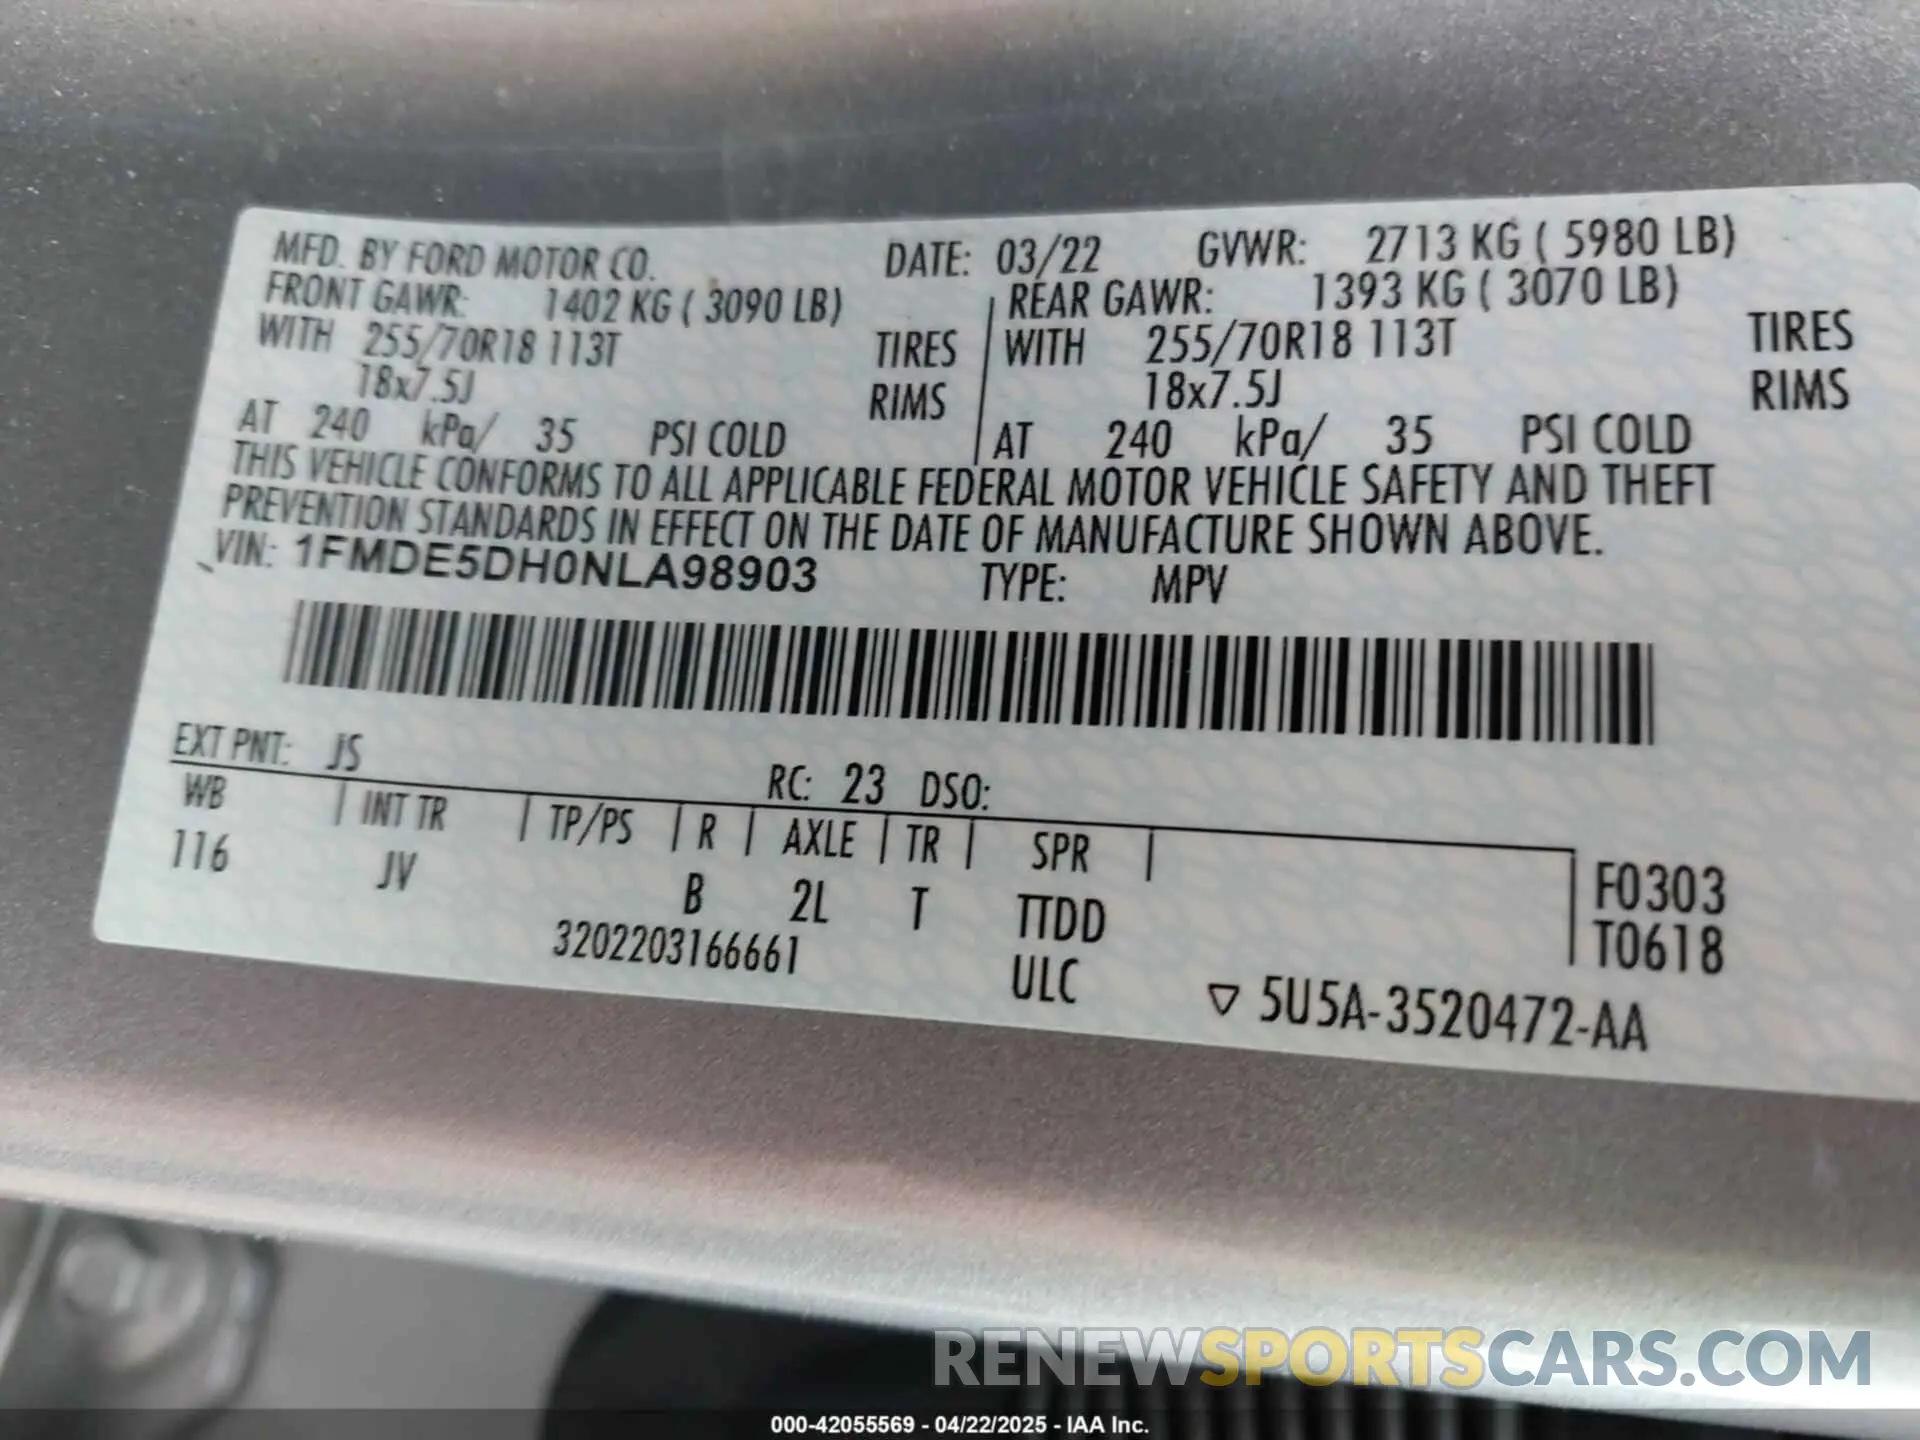 MFD. BY FORD MOTOR CO. DATE: 03/22 GVWR: 2713 KG ( 5980 LB)
FRONT GAWR: 1402 KG ( 3090 LB) REAR GAWR: 1393 KG ( 3070 LB)
WITH 255/70R18 113T TIRES WITH 255/70R18 113T TIRES
18x7.5J RIMS 18x7.5J RIMS
AT 240 kPa/ 35 PSI COLD AT 240 kPa/ 35 PSI COLD
THIS VEHICLE CONFORMS TO ALL APPLICABLE FEDERAL MOTOR VEHICLE SAFETY AND THEFT
PREVENTION STANDARDS IN EFFECT ON THE DATE OF MANUFACTURE SHOWN ABOVE.
VIN: 1FMDE5DH0NLA98903 TYPE: MPV
EXT PNT: JS RC: 23 DSO:
WB INT TR TP/PS R AXLE TR SPR
116 JV B 2L T TTDD F0303
3202203166661 ULC T0618
5U5A-3520472-AA
RENEWSPORTSCARS.COM
000-42055569 - 04/22/2025 - IAA Inc.